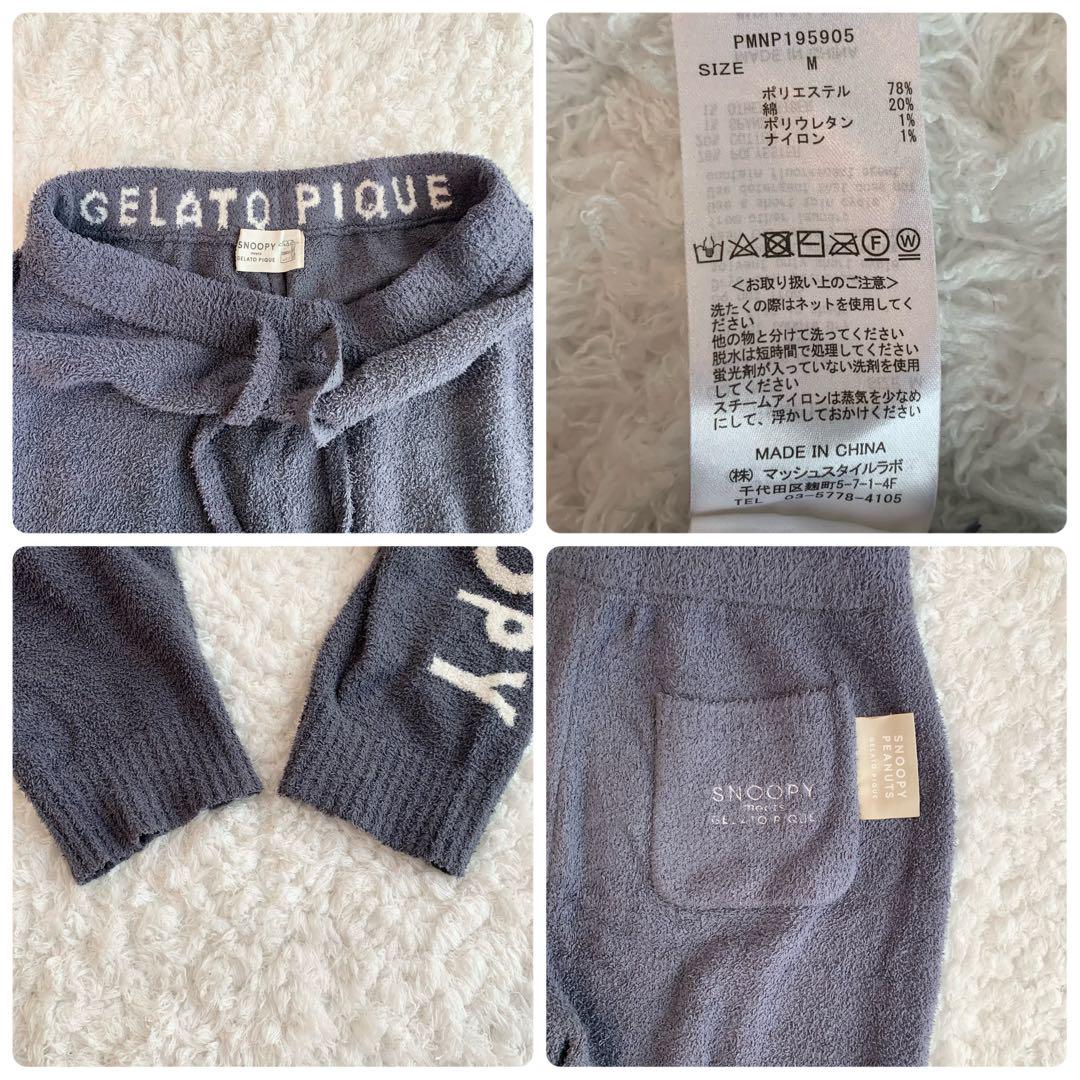 GELATO PIQUE
SNOOPY
meets
GELATO PIQUE
PMNP195905
SIZE M
ポリエステル 78%
綿 20%
ポリウレタン 1%
ナイロン 1%
F W
＜お取り扱い上のご注意＞
洗たくの際はネットを使用してく
ださい
他の物と分けて洗ってください
脱水は短時間で処理してください
蛍光剤が入っていない洗剤を使用
してください
スチームアイロンは蒸気を少なめ
にして、浮かしておかけください
MADE IN CHINA
(株) マッシュスタイルラボ
千代田区麹町5-7-1-4F
TEL 03-5778-4105
OPY
SNOOPY
meets
GELATO PIQUE
SNOOPY
PEANUTS
GELATO PIQUE